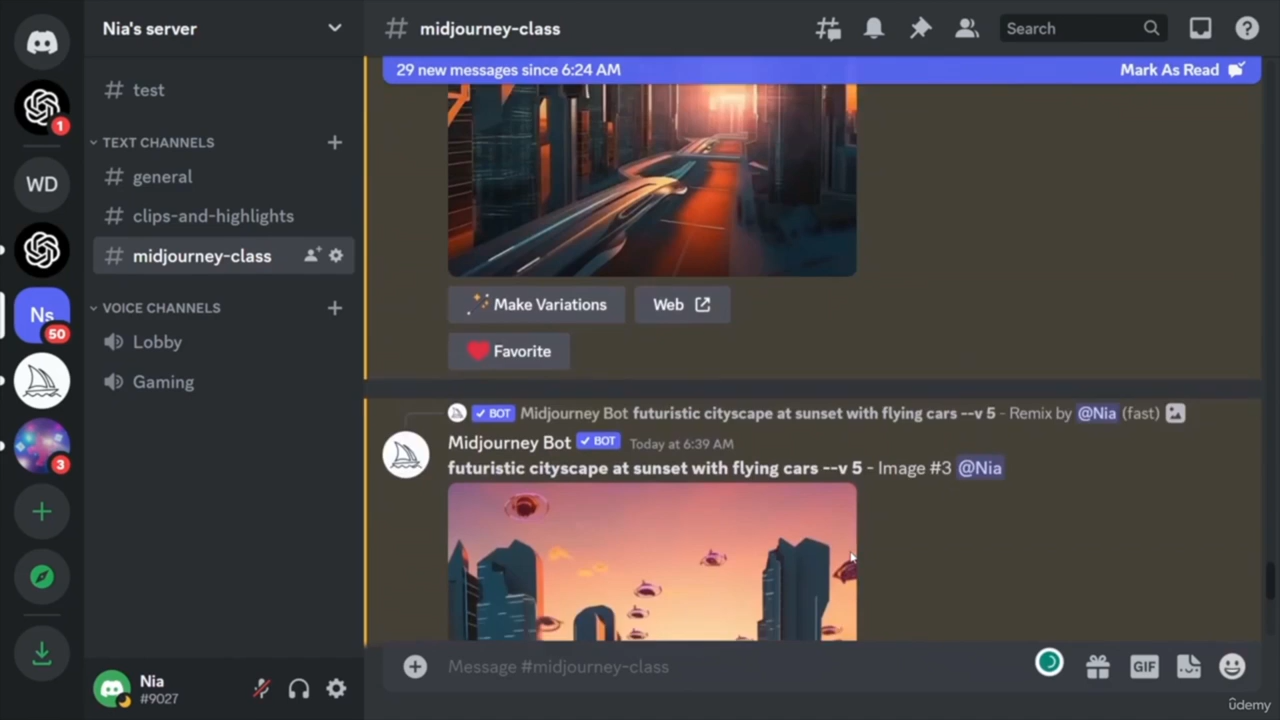 Nia's server
midjourney-class
Search
29 new messages since 6:24 AM
Mark As Read
test
TEXT CHANNELS
general
clips-and-highlights
midjourney-class
VOICE CHANNELS
Lobby
Gaming
1
WD
Ns
50
3
Make Variations
Web
Favorite
BOT Midjourney Bot futuristic cityscape at sunset with flying cars --v 5 - Remix by @Nia (fast)
Midjourney Bot BOT Today at 6:39 AM
futuristic cityscape at sunset with flying cars --v 5 - Image #3 @Nia
Message #midjourney-class
GIF
Nia
#9027
ûdemy